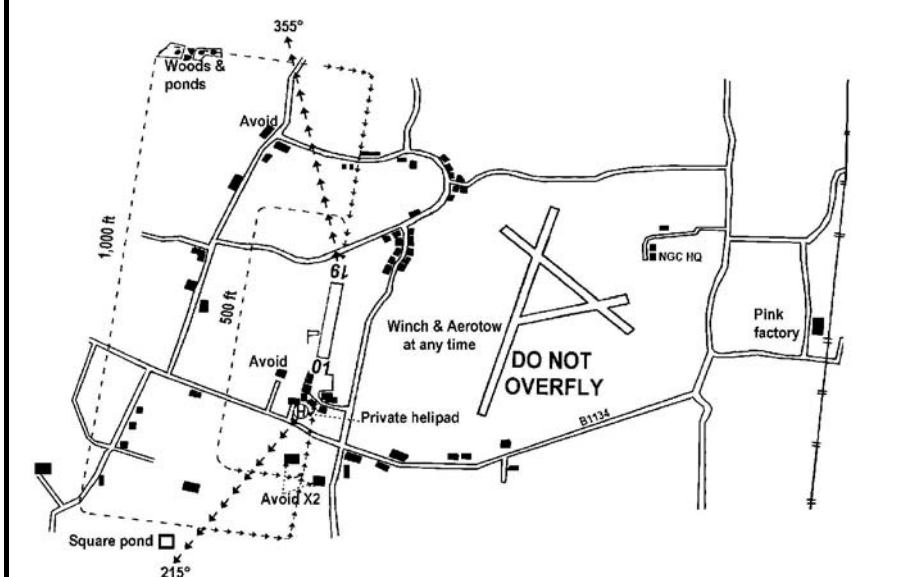 355°
Woods &
ponds
Avoid
1,000 ft
500 ft
19
NGC HQ
Winch & Aerotow
at any time
Pink
factory
DO NOT
OVERFLY
Avoid
01
H
Private helipad
B1134
Avoid X2
Square pond
215°